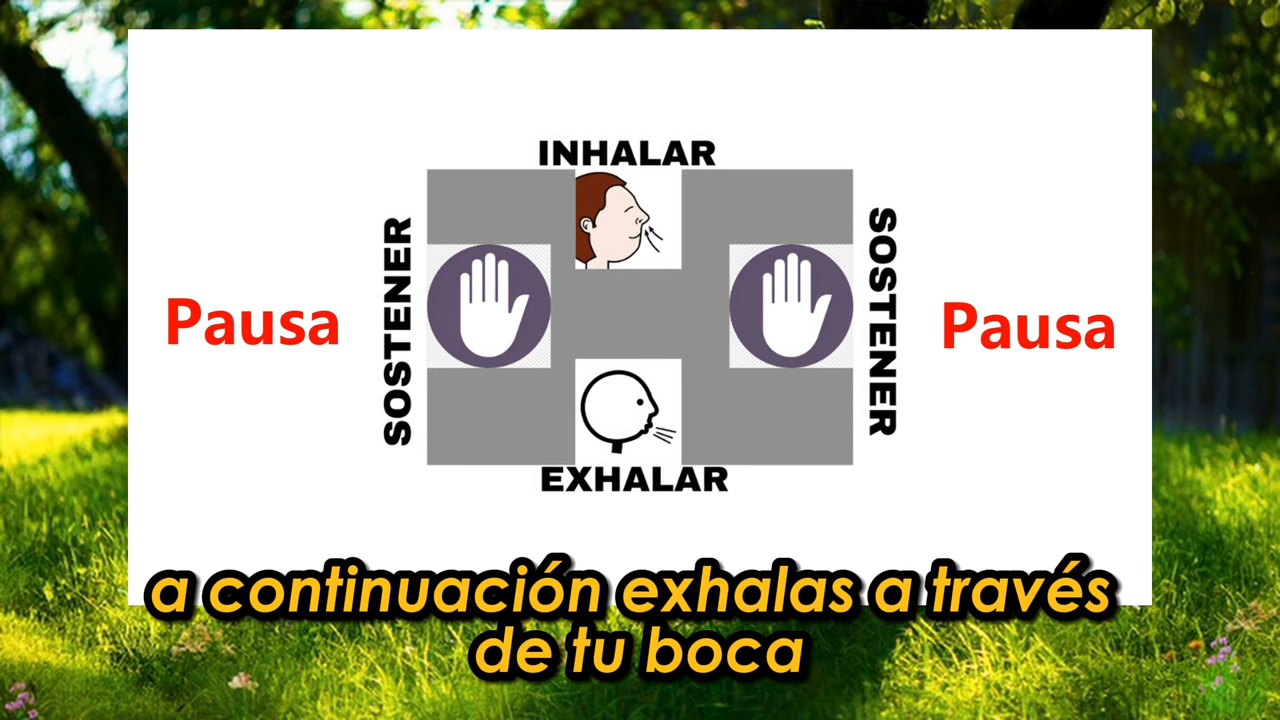 INHALAR
Pausa
SOSTENER
SOSTENER
Pausa
EXHALAR
a continuación exhalas a través
de tu boca